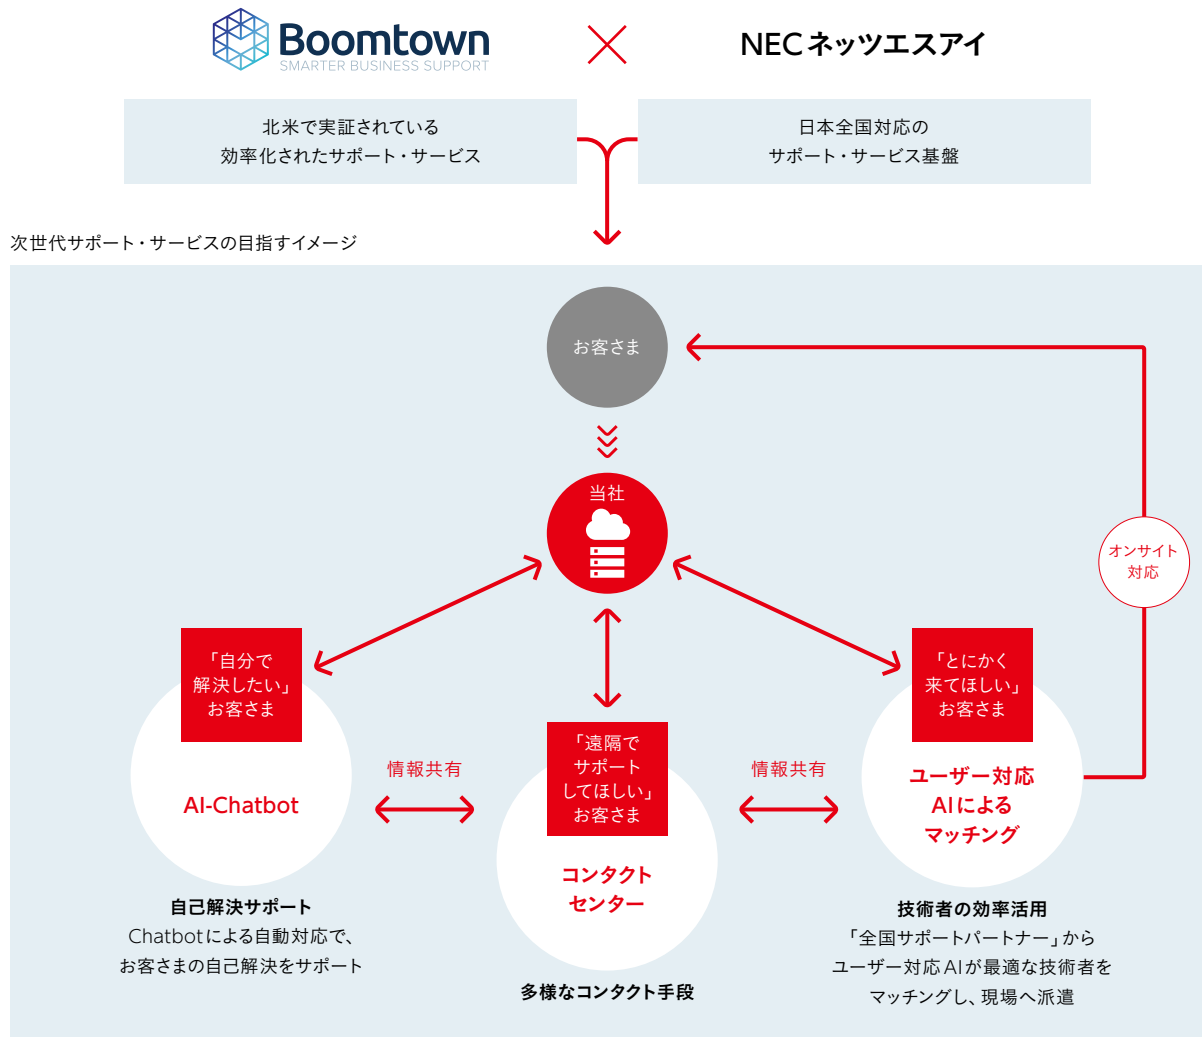 Boomtown
SMARTER BUSINESS SUPPORT
NECネッツエスアイ
北米で実証されている
効率化されたサポート・サービス
日本全国対応の
サポート・サービス基盤
次世代サポート・サービスの目指すイメージ
お客さま
当社
オンサイト
対応
「自分で
解決したい」
お客さま
AI-Chatbot
情報共有
「遠隔で
サポート
してほしい」
お客さま
コンタクト
センター
情報共有
「とにかく
来てほしい」
お客さま
ユーザー対応
AIによる
マッチング
自己解決サポート
Chatbotによる自動対応で、
お客さまの自己解決をサポート
多様なコンタクト手段
技術者の効率活用
「全国サポートパートナー」から
ユーザー対応AIが最適な技術者を
マッチングし、現場へ派遣